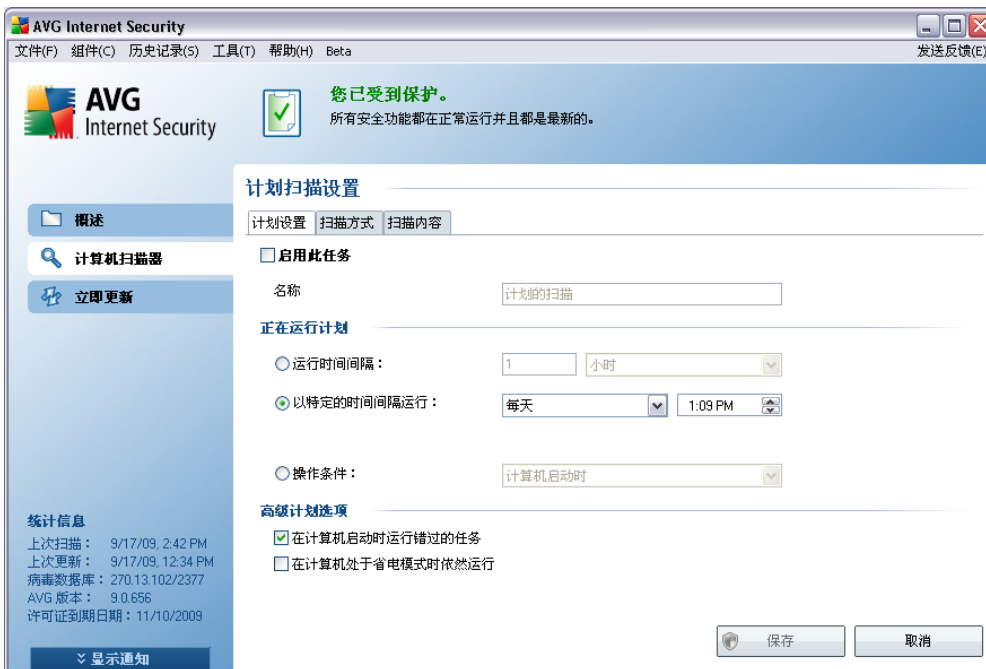 AVG Internet Security
文件(F) 组件(C) 历史记录(S) 工具(T) 帮助(H) Beta 发送反馈(E)
AVG
Internet Security
您已受到保护。
所有安全功能都在正常运行并且都是最新的。
概述
计算机扫描器
立即更新
计划扫描设置
计划设置 扫描方式 扫描内容
启用此任务
名称 计划的扫描
正在运行计划
运行时间间隔： 1 小时
以特定的时间间隔运行： 每天 1:09 PM
操作条件： 计算机启动时
高级计划选项
在计算机启动时运行错过的任务
在计算机处于省电模式时依然运行
统计信息
上次扫描： 9/17/09, 2:42 PM
上次更新： 9/17/09, 12:34 PM
病毒数据库：270.13.102/2377
AVG 版本： 9.0.656
许可证到期日期：11/10/2009
显示通知
保存 取消